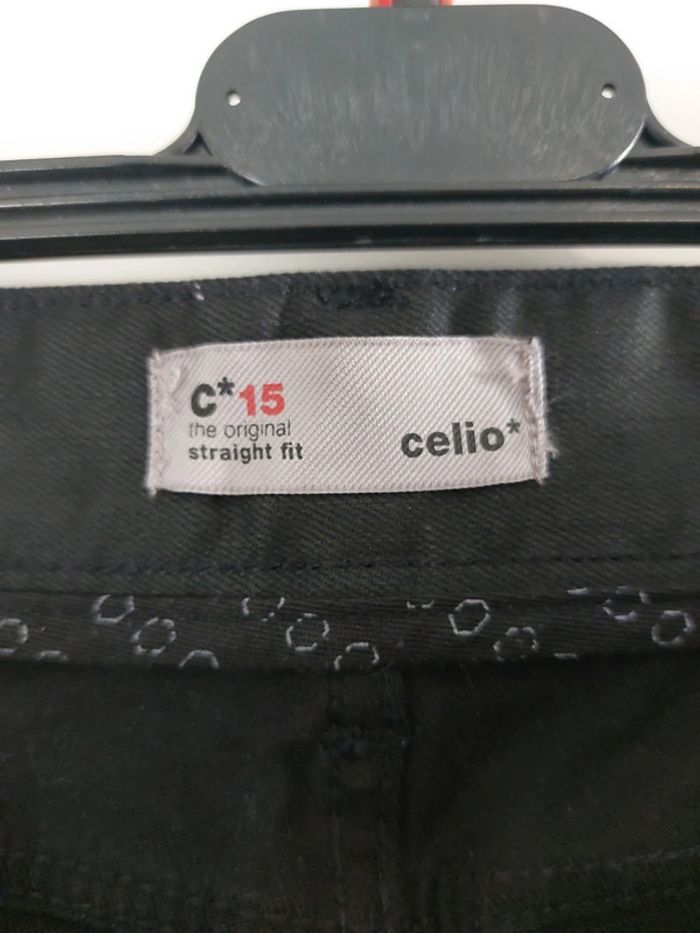 C*15
the original
straight fit
celio*